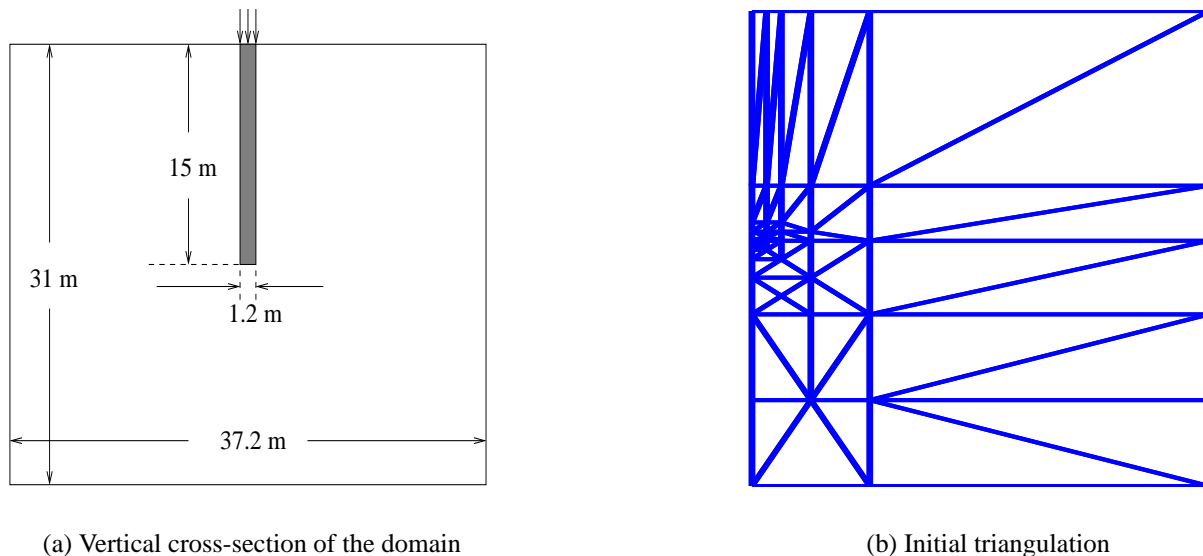 15 m
31 m
1.2 m
37.2 m
(a) Vertical cross-section of the domain
(b) Initial triangulation